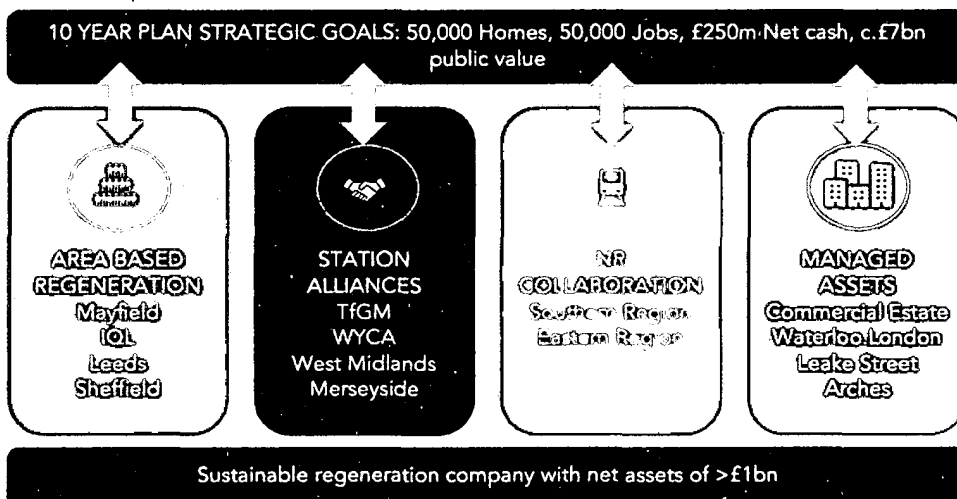 10 YEAR PLAN STRATEGIC GOALS: 50,000 Homes, 50,000 Jobs, £250m Net cash, c.£7bn
public value
AREA BASED
REGENERATION
Mayfield
IQL
Leeds
Sheffield
STATION
ALLIANCES
TfGM
WYCA
West Midlands
Merseyside
NR
COLLABORATION
Southern Region
Eastern Region
MANAGED
ASSETS
Commercial Estate
Waterloo London
Leake Street
Arches
Sustainable regeneration company with net assets of >£1bn